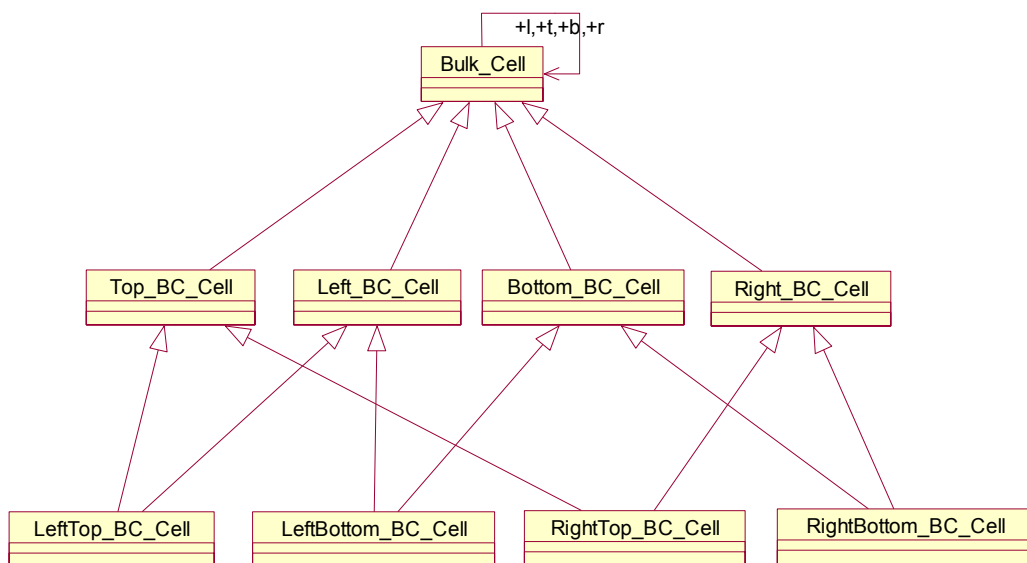 +l,+t,+b,+r
Bulk_Cell
Top_BC_Cell
Left_BC_Cell
Bottom_BC_Cell
Right_BC_Cell
LeftTop_BC_Cell
LeftBottom_BC_Cell
RightTop_BC_Cell
RightBottom_BC_Cell